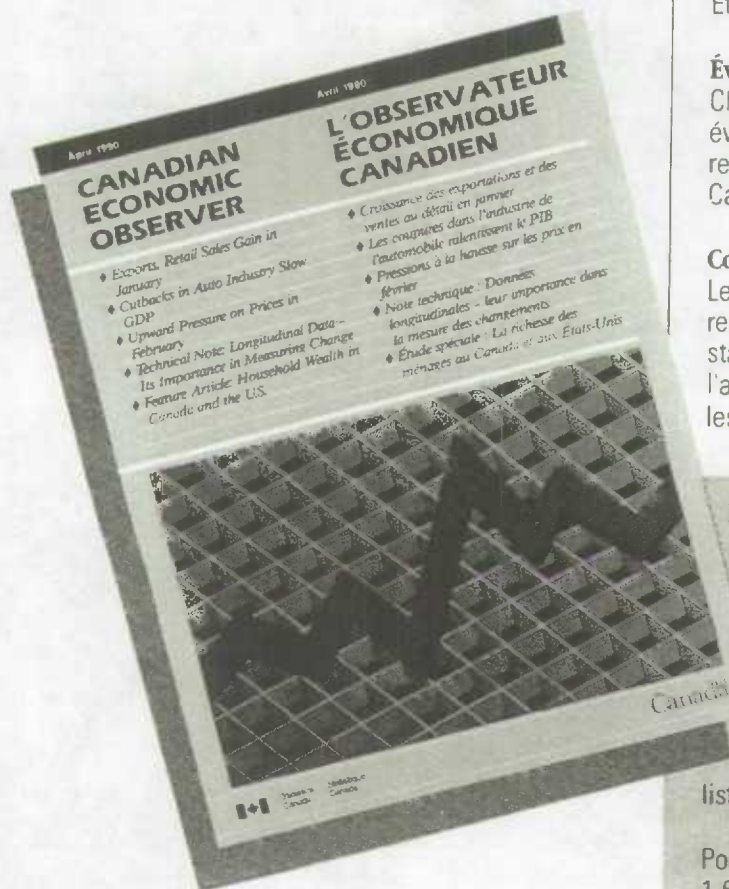 April 1990
Avril 1990
CANADIAN
ECONOMIC
OBSERVER
♦ Exports, Retail Sales Gain in
January
♦ Cutbacks in Auto Industry Slow
GDP
♦ Upward Pressure on Prices in
February
♦ Technical Note: Longitudinal Data –
Its Importance in Measuring Change
♦ Feature Article: Household Wealth in
Canada and the U.S.
L'OBSERVATEUR
ÉCONOMIQUE
CANADIEN
♦ Croissance des exportations et des
ventes au détail en janvier
♦ Les coupures dans l'industrie de
l'automobile ralentissent le PIB
♦ Pressions à la hausse sur les prix en
février
♦ Note technique : Données
longitudinales – leur importance dans
la mesure des changements
♦ Étude spéciale : La richesse des
ménages au Canada et aux États-Unis
Statistics
Canada
Statistique
Canada
Canada
Év
Co
Le
re
sta
l'a
les
list
Po